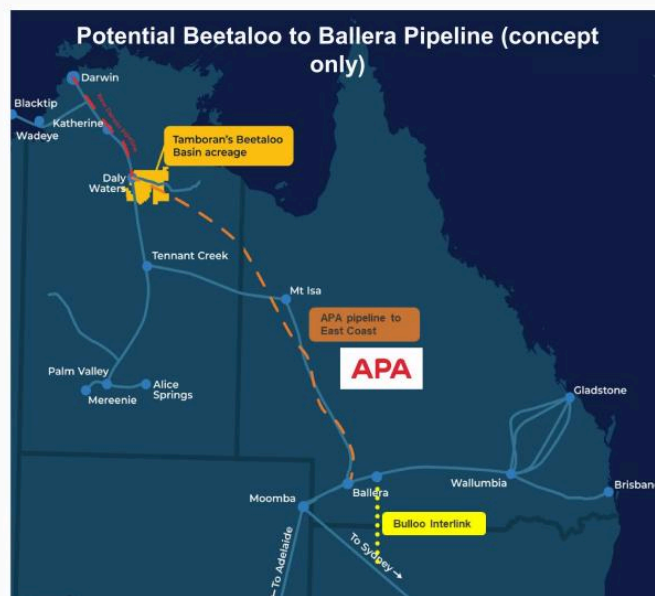 Potential Beetaloo to Ballera Pipeline (concept
only)
Darwin
Blacktip
Wadeye
Katherine
Tamboran's Beetaloo
Basin acreage
Daly
Waters
Tennant Creek
Mt Isa
APA pipeline to
East Coast
APA
Palm Valley
Mereenie
Alice
Springs
Gladstone
Wallumbia
Brisbane
Ballera
Moomba
Bulloo Interlink
← To Adelaide
To Sydney →